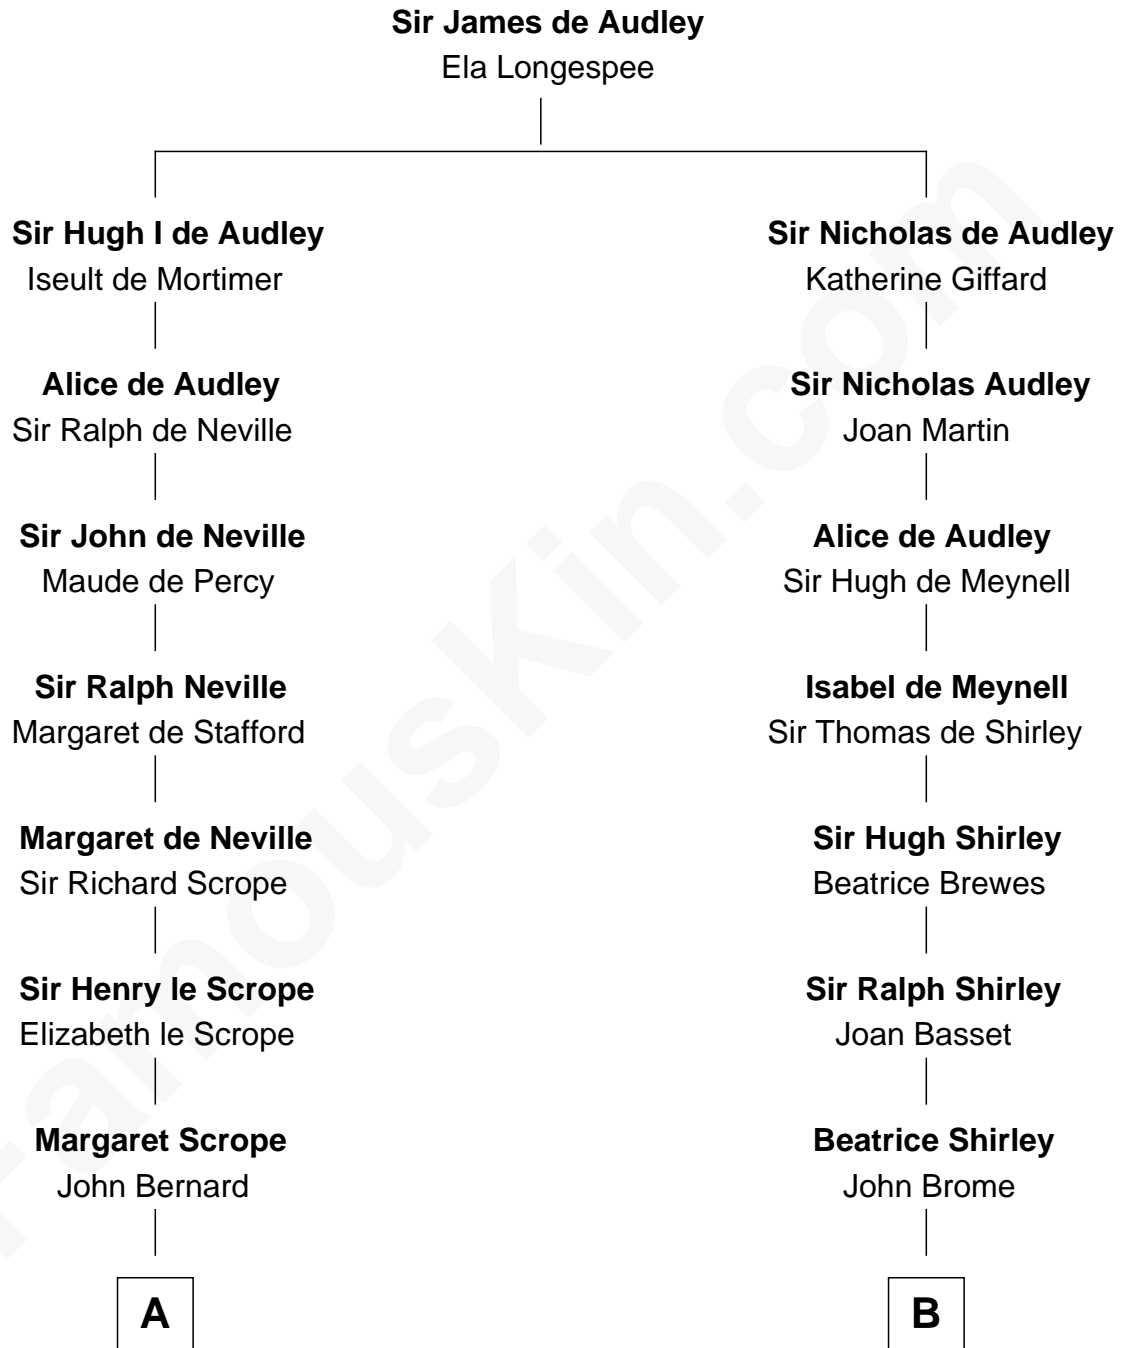 Sir James de Audley
Ela Longespee
Sir Hugh I de Audley
Iseult de Mortimer
Sir Nicholas de Audley
Katherine Giffard
Alice de Audley
Sir Ralph de Neville
Sir Nicholas Audley
Joan Martin
Sir John de Neville
Maude de Percy
Alice de Audley
Sir Hugh de Meynell
Sir Ralph Neville
Margaret de Stafford
Isabel de Meynell
Sir Thomas de Shirley
Margaret de Neville
Sir Richard Scrope
Sir Hugh Shirley
Beatrice Brewes
Sir Henry le Scrope
Elizabeth le Scrope
Sir Ralph Shirley
Joan Basset
Margaret Scrope
John Bernard
Beatrice Shirley
John Brome
A
B
FamousKin.com